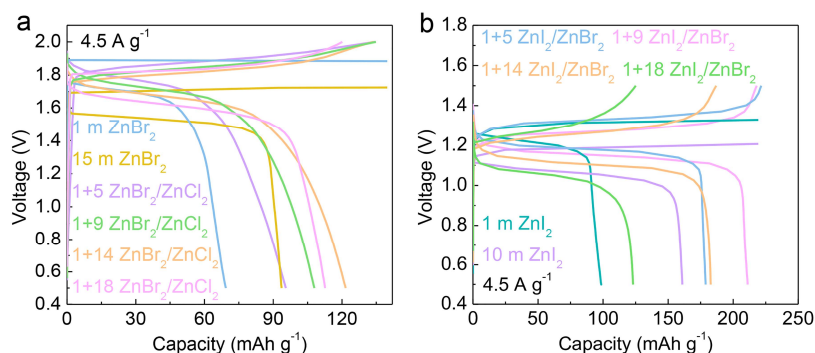 a
4.5 A g⁻¹
2.0
1.8
1.6
1.4
1.2
1.0
0.8
0.6
0.4
Voltage (V)
1 m ZnBr₂
15 m ZnBr₂
1+5 ZnBr₂/ZnCl₂
1+9 ZnBr₂/ZnCl₂
1+14 ZnBr₂/ZnCl₂
1+18 ZnBr₂/ZnCl₂
0 30 60 90 120
Capacity (mAh g⁻¹)
b
1.8
1.6
1.4
1.2
1.0
0.8
0.6
0.4
Voltage (V)
1+5 ZnI₂/ZnBr₂ 1+9 ZnI₂/ZnBr₂
1+14 ZnI₂/ZnBr₂ 1+18 ZnI₂/ZnBr₂
1 m ZnI₂
10 m ZnI₂
4.5 A g⁻¹
0 50 100 150 200 250
Capacity (mAh g⁻¹)